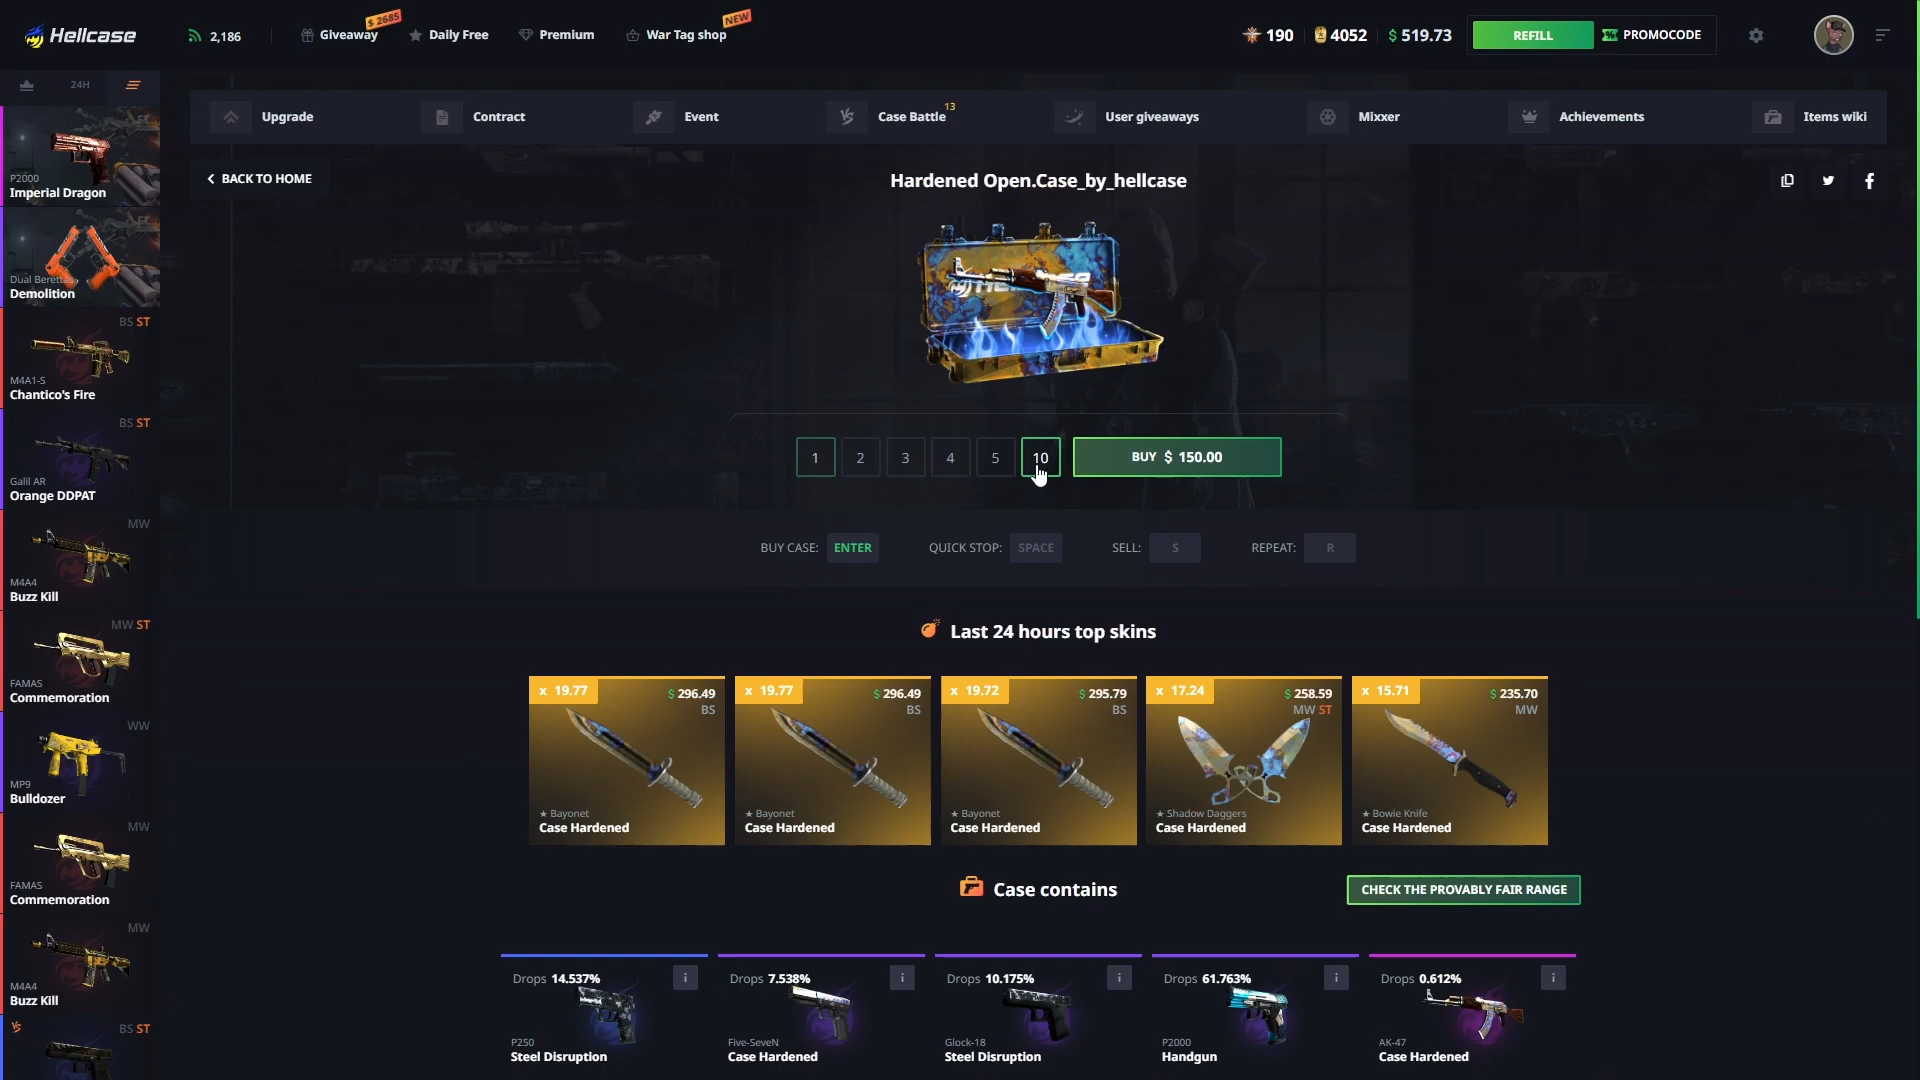 Hellcase
2,186
Giveaway
$ 2685
Daily Free
Premium
War Tag shop
NEW
190
4052
$ 519.73
REFILL
PROMOCODE
24H
Upgrade
Contract
Event
Case Battle
13
User giveaways
Mixxer
Achievements
Items wiki
BACK TO HOME
Hardened Open.Case_by_hellcase
1
2
3
4
5
10
BUY $ 150.00
BUY CASE:
ENTER
QUICK STOP:
SPACE
SELL:
S
REPEAT:
R
Last 24 hours top skins
x 19.77
$ 296.49
BS
★ Bayonet
Case Hardened
x 19.77
$ 296.49
BS
★ Bayonet
Case Hardened
x 19.72
$ 295.79
BS
★ Bayonet
Case Hardened
x 17.24
$ 258.59
MW ST
★ Shadow Daggers
Case Hardened
x 15.71
$ 235.70
MW
★ Bowie Knife
Case Hardened
Case contains
CHECK THE PROVABLY FAIR RANGE
Drops 14.537%
i
P250
Steel Disruption
Drops 7.538%
i
Five-SeveN
Case Hardened
Drops 10.175%
i
Glock-18
Steel Disruption
Drops 61.763%
i
P2000
Handgun
Drops 0.612%
i
AK-47
Case Hardened
FT
P2000
Imperial Dragon
FT
Dual Berettas
Demolition
BS ST
M4A1-S
Chantico's Fire
BS ST
Galil AR
Orange DDPAT
MW
M4A4
Buzz Kill
MW ST
FAMAS
Commemoration
WW
MP9
Bulldozer
MW
FAMAS
Commemoration
MW
M4A4
Buzz Kill
VS
BS ST